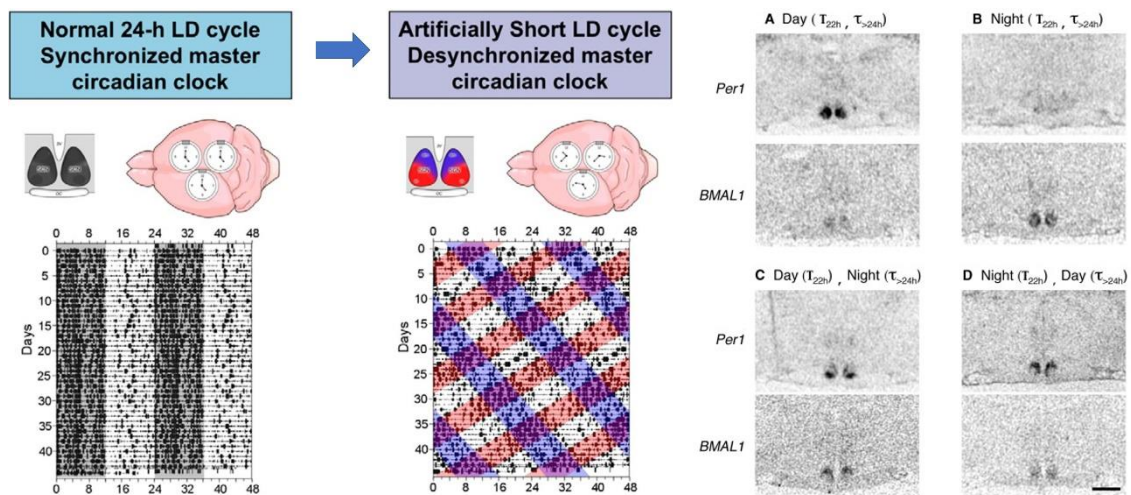 Normal 24-h LD cycle
Synchronized master
circadian clock
Artificially Short LD cycle
Desynchronized master
circadian clock
0 8 16 24 32 40 48
0
5
10
15
20
25
30
35
40
Days
0 8 16 24 32 40 48
0 8 16 24 32 40 48
0
5
10
15
20
25
30
35
40
Days
0 8 16 24 32 40 48
A Day (T22h , τ>24h)
B Night (T22h , τ>24h)
Per1
BMAL1
C Day (T22h) , Night (τ>24h)
D Night (T22h) , Day (τ>24h)
Per1
BMAL1